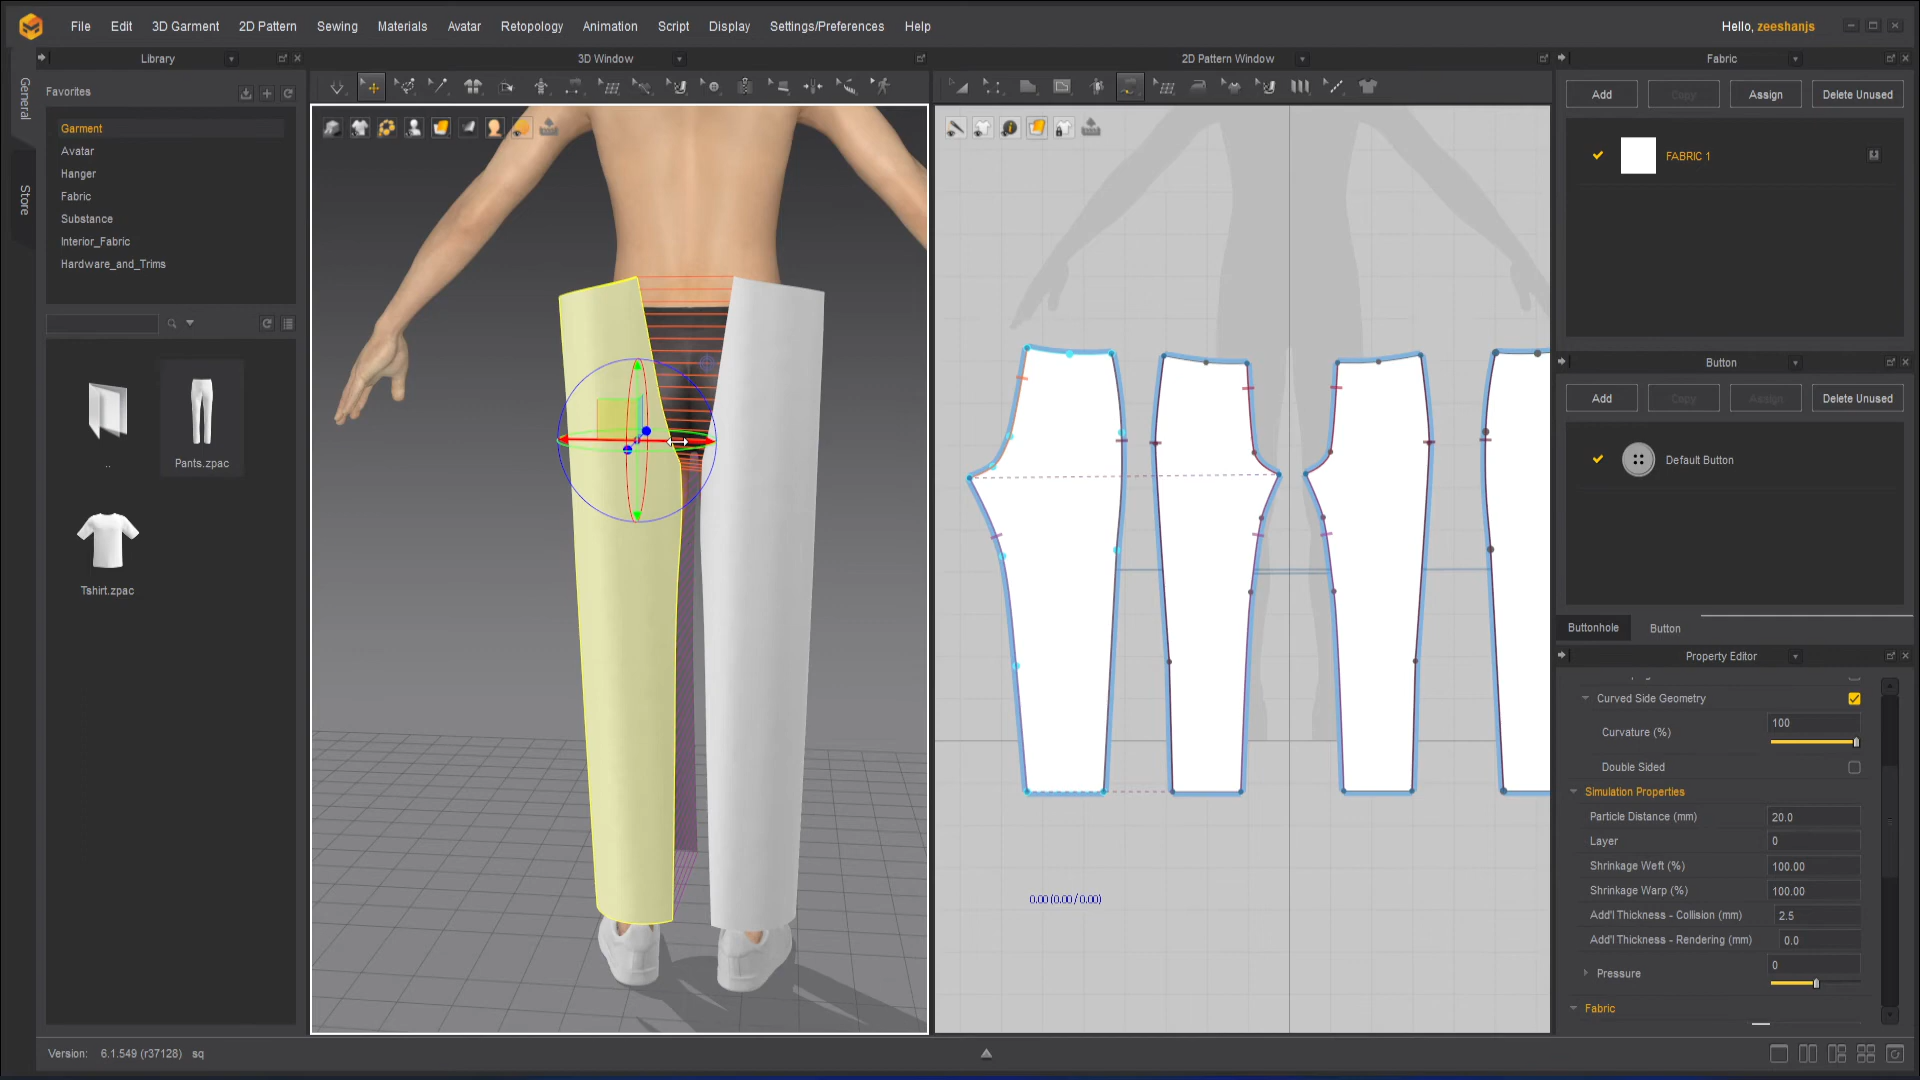 File Edit 3D Garment 2D Pattern Sewing Materials Avatar Retopology Animation Script Display Settings/Preferences Help
Hello, zeeshanjs
Library
3D Window
2D Pattern Window
Fabric
General
Store
Favorites
Garment
Avatar
Hanger
Fabric
Substance
Interior_Fabric
Hardware_and_Trims
..
Pants.zpac
Tshirt.zpac
0.00 (0.00 / 0.00)
Add Copy Assign Delete Unused
FABRIC 1
Button
Add Copy Assign Delete Unused
Default Button
Buttonhole Button
Property Editor
Curved Side Geometry
Curvature (%) 100
Double Sided
Simulation Properties
Particle Distance (mm) 20.0
Layer 0
Shrinkage Weft (%) 100.00
Shrinkage Warp (%) 100.00
Add'l Thickness - Collision (mm) 2.5
Add'l Thickness - Rendering (mm) 0.0
Pressure 0
Fabric
Version: 6.1.549 (r37128) sq